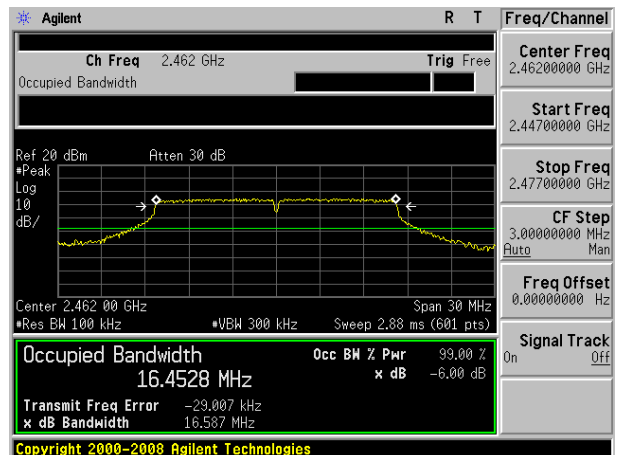 Agilent R T Freq/Channel
Ch Freq 2.462 GHz Trig Free
Occupied Bandwidth
Center Freq
2.46200000 GHz
Start Freq
2.44700000 GHz
Stop Freq
2.47700000 GHz
CF Step
3.00000000 MHz
Auto Man
Freq Offset
0.00000000 Hz
Signal Track
On Off
Ref 20 dBm Atten 30 dB
#Peak
Log
10
dB/
Center 2.462 00 GHz Span 30 MHz
#Res BW 100 kHz #VBW 300 kHz Sweep 2.88 ms (601 pts)
Occupied Bandwidth Occ BW % Pwr 99.00 %
16.4528 MHz x dB -6.00 dB
Transmit Freq Error -29.007 kHz
x dB Bandwidth 16.587 MHz
Copyright 2000-2008 Agilent Technologies